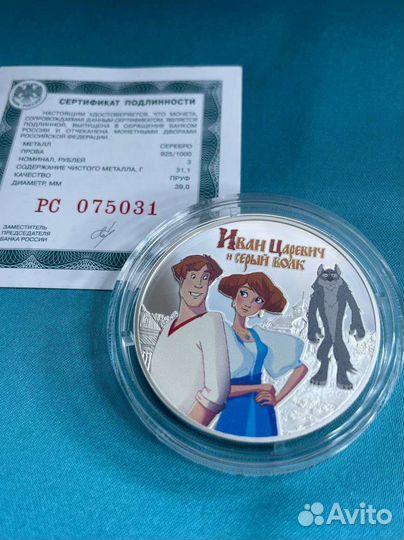 СЕРТИФИКАТ ПОДЛИННОСТИ
НАСТОЯЩИМ УДОСТОВЕРЯЕТСЯ, ЧТО МОНЕТА,
СОПРОВОЖДАЕМАЯ ДАННЫМ СЕРТИФИКАТОМ, ЯВЛЯЕТСЯ
ПОДЛИННОЙ, ВЫПУЩЕНА В ОБРАЩЕНИЕ БАНКОМ
РОССИИ И ОТЧЕКАНЕНА МОНЕТНЫМИ ДВОРАМИ
РОССИЙСКОЙ ФЕДЕРАЦИИ.
МЕТАЛЛ СЕРЕБРО
ПРОБА 925/1000
НОМИНАЛ, РУБЛЕЙ 3
СОДЕРЖАНИЕ ЧИСТОГО МЕТАЛЛА, Г 31,1
КАЧЕСТВО ПРУФ
ДИАМЕТР, ММ 39,0
РС 075031
ЗАМЕСТИТЕЛЬ
ПРЕДСЕДАТЕЛЯ
БАНКА РОССИИ
ИВАН ЦАРЕВИЧ
И СЕРЫЙ ВОЛК
Avito